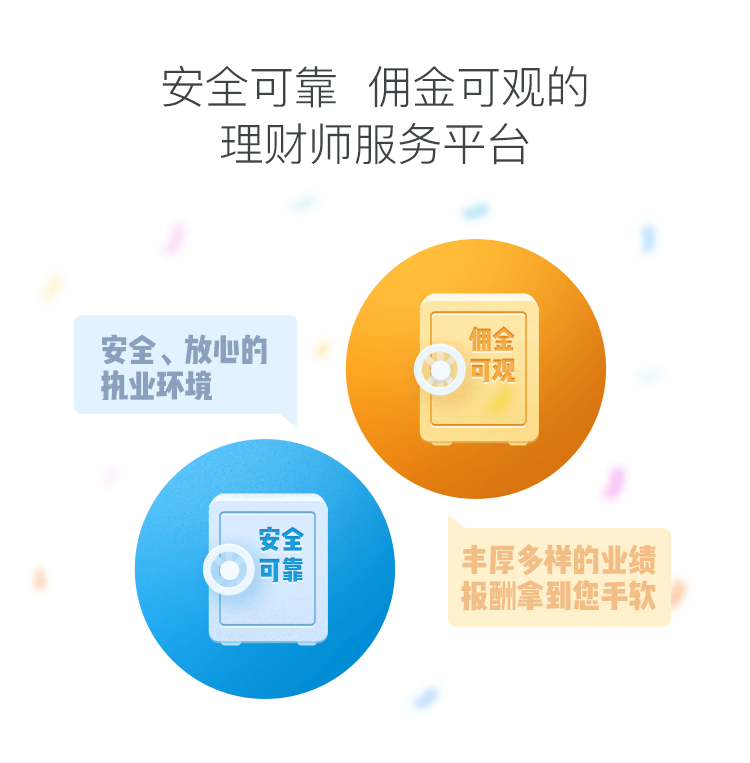 安全可靠 佣金可观的
理财师服务平台
安全、放心的
执业环境
佣金
可观
安全
可靠
丰厚多样的业绩
报酬拿到您手软